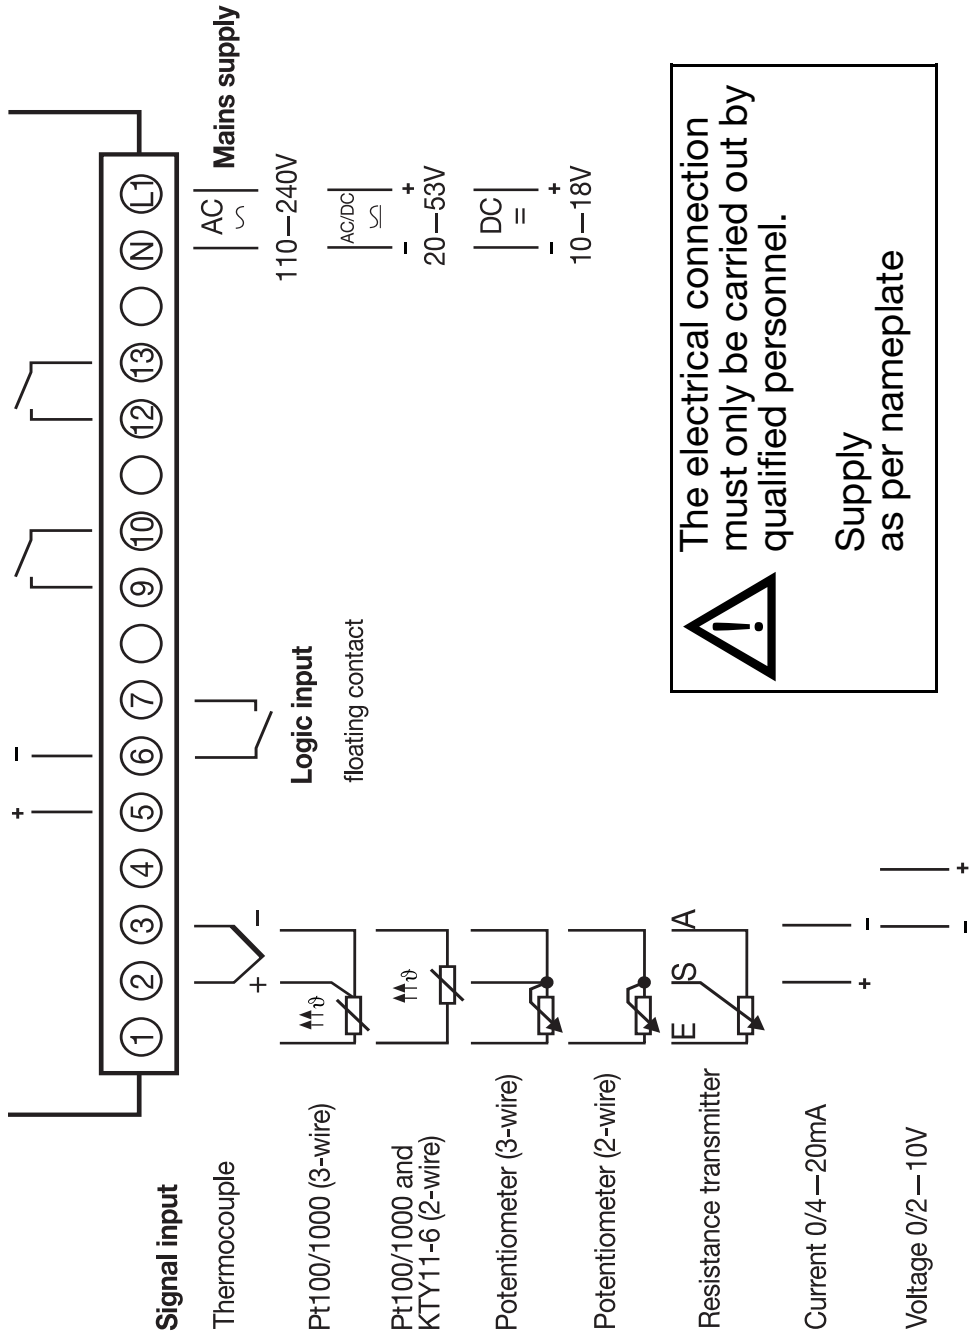 + −
1 2 3 4 5 6 7 9 10 12 13 N L1
Signal input
Thermocouple
+ −
Pt100/1000 (3-wire)
ϑ
Pt100/1000 and
KTY11-6 (2-wire)
ϑ
Potentiometer (3-wire)
Potentiometer (2-wire)
Resistance transmitter
E S A
Current 0/4—20mA
+ −
Voltage 0/2—10V
− +
Logic input
floating contact
Mains supply
AC
110—240V
AC/DC
− +
20—53V
DC
=
− +
10—18V
!
The electrical connection
must only be carried out by
qualified personnel.
Supply
as per nameplate